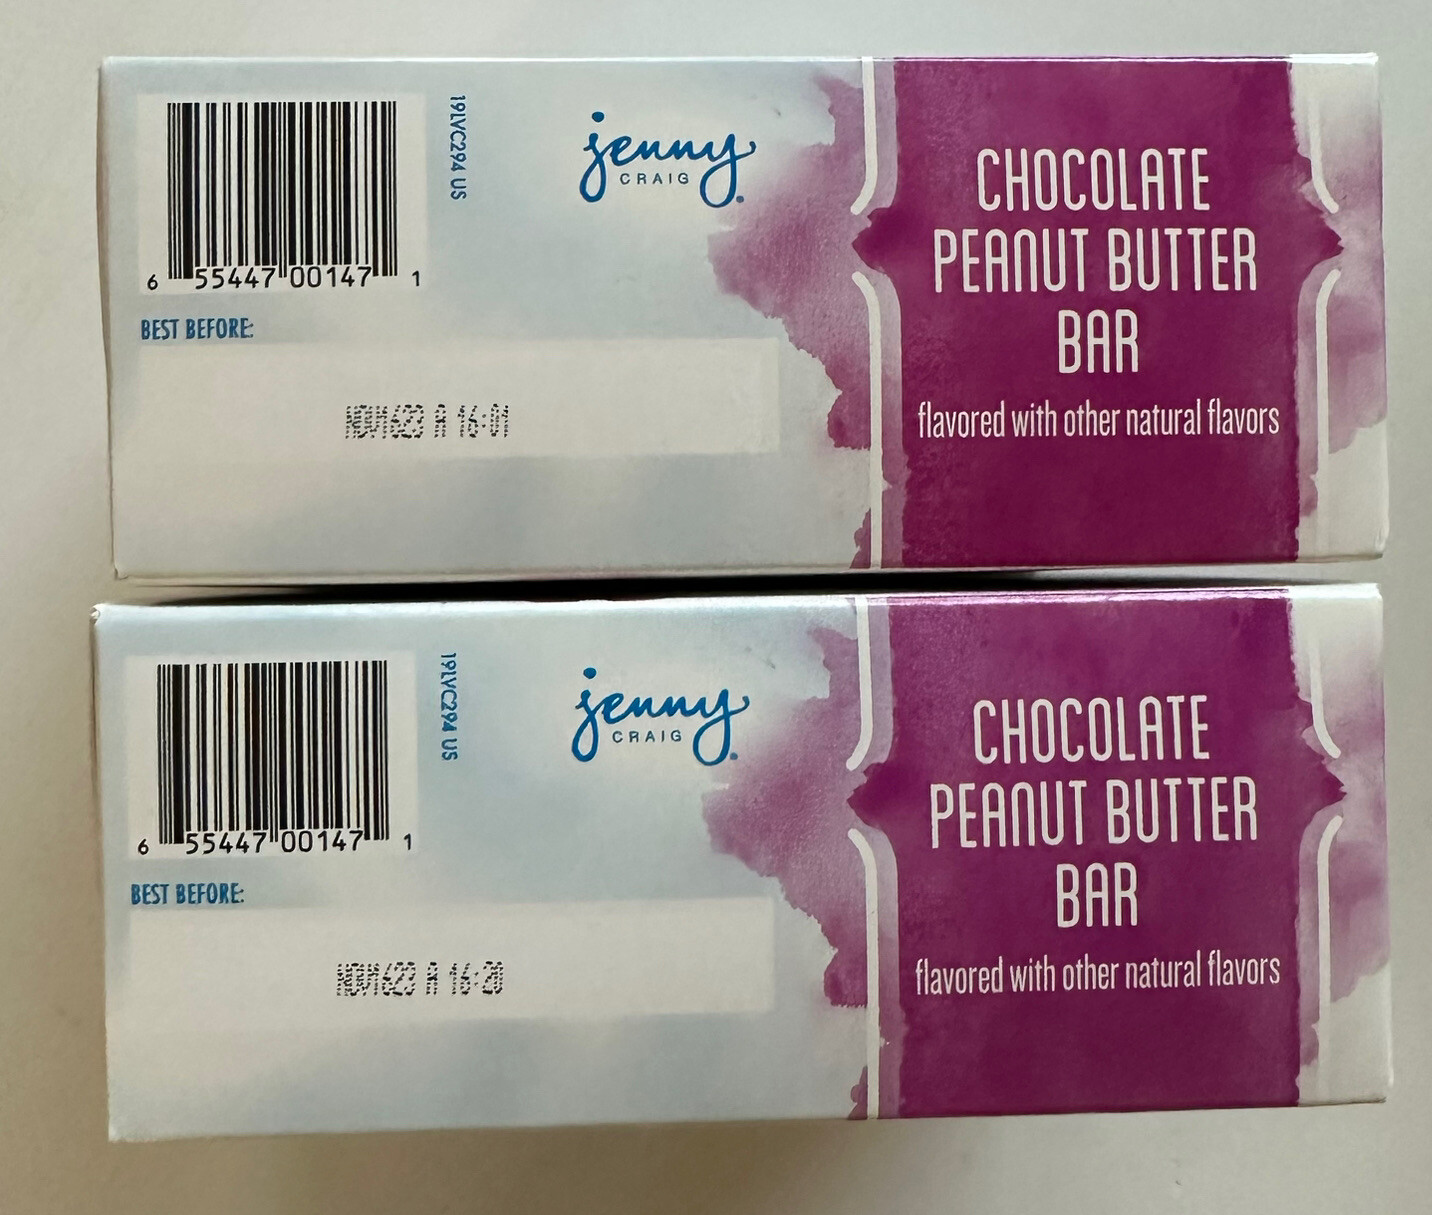 6 55447 00147 1
19LVC294 US
jenny
CRAIG
BEST BEFORE:
NOV1623 A 16:01
CHOCOLATE
PEANUT BUTTER
BAR
flavored with other natural flavors
6 55447 00147 1
19LVC294 US
jenny
CRAIG
BEST BEFORE:
NOV1623 A 16:20
CHOCOLATE
PEANUT BUTTER
BAR
flavored with other natural flavors